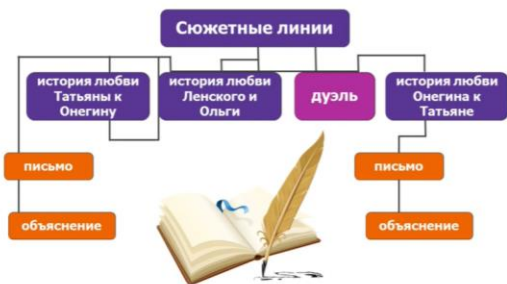 Сюжетные линии
история любви
Татьяны к
Онегину
история любви
Ленского и
Ольги
дуэль
история любви
Онегина к
Татьяне
письмо
письмо
объяснение
объяснение